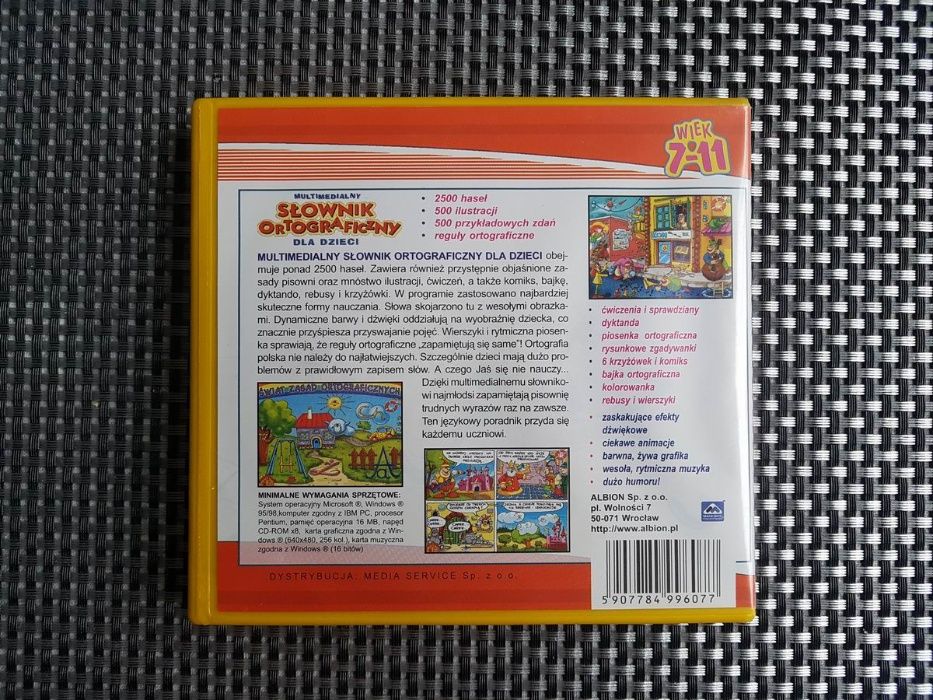 WIEK
7-11
MULTIMEDIALNY
SŁOWNIK
ORTOGRAFICZNY
DLA DZIECI
• 2500 haseł
• 500 ilustracji
• 500 przykładowych zdań
• reguły ortograficzne
MULTIMEDIALNY SŁOWNIK ORTOGRAFICZNY DLA DZIECI obej-
muje ponad 2500 haseł. Zawiera również przystępnie objaśnione za-
sady pisowni oraz mnóstwo ilustracji, ćwiczeń, a także komiks, bajkę,
dyktando, rebusy i krzyżówki. W programie zastosowano najbardziej
skuteczne formy nauczania. Słowa skojarzono tu z wesołymi obrazka-
mi. Dynamiczne barwy i dźwięki oddziałują na wyobraźnię dziecka, co
znacznie przyśpiesza przyswajanie pojęć. Wierszyki i rytmiczna piosen-
ka sprawiają, że reguły ortograficzne „zapamiętują się same"! Ortografia
polska nie należy do najłatwiejszych. Szczególnie dzieci mają dużo pro-
blemów z prawidłowym zapisem słów. A czego Jaś się nie nauczy...
Dzięki multimedialnemu słowniko-
wi najmłodsi zapamiętają pisownię
trudnych wyrazów raz na zawsze.
Ten językowy poradnik przyda się
każdemu uczniowi.
ŚWIAT ZASAD ORTOGRAFICZNYCH
MINIMALNE WYMAGANIA SPRZĘTOWE:
System operacyjny Microsoft ®, Windows ®
95/98,komputer zgodny z IBM PC, procesor
Pentium, pamięć operacyjna 16 MB, napęd
CD-ROM x8, karta graficzna zgodna z Win-
dows ® (640x480, 256 kol.), karta muzyczna
zgodna z Windows ® (16 bitów)
• ćwiczenia i sprawdziany
• dyktanda
• piosenka ortograficzna
• rysunkowe zgadywanki
• 6 krzyżówek i komiks
• bajka ortograficzna
• kolorowanka
• rebusy i wierszyki
• zaskakujące efekty
dźwiękowe
• ciekawe animacje
• barwna, żywa grafika
• wesoła, rytmiczna muzyka
• dużo humoru!
ALBION Sp. z o.o.
pl. Wolności 7
50-071 Wrocław
http://www.albion.pl
DYSTRYBUCJA: MEDIA SERVICE Sp. z o.o.
5 907784 996077